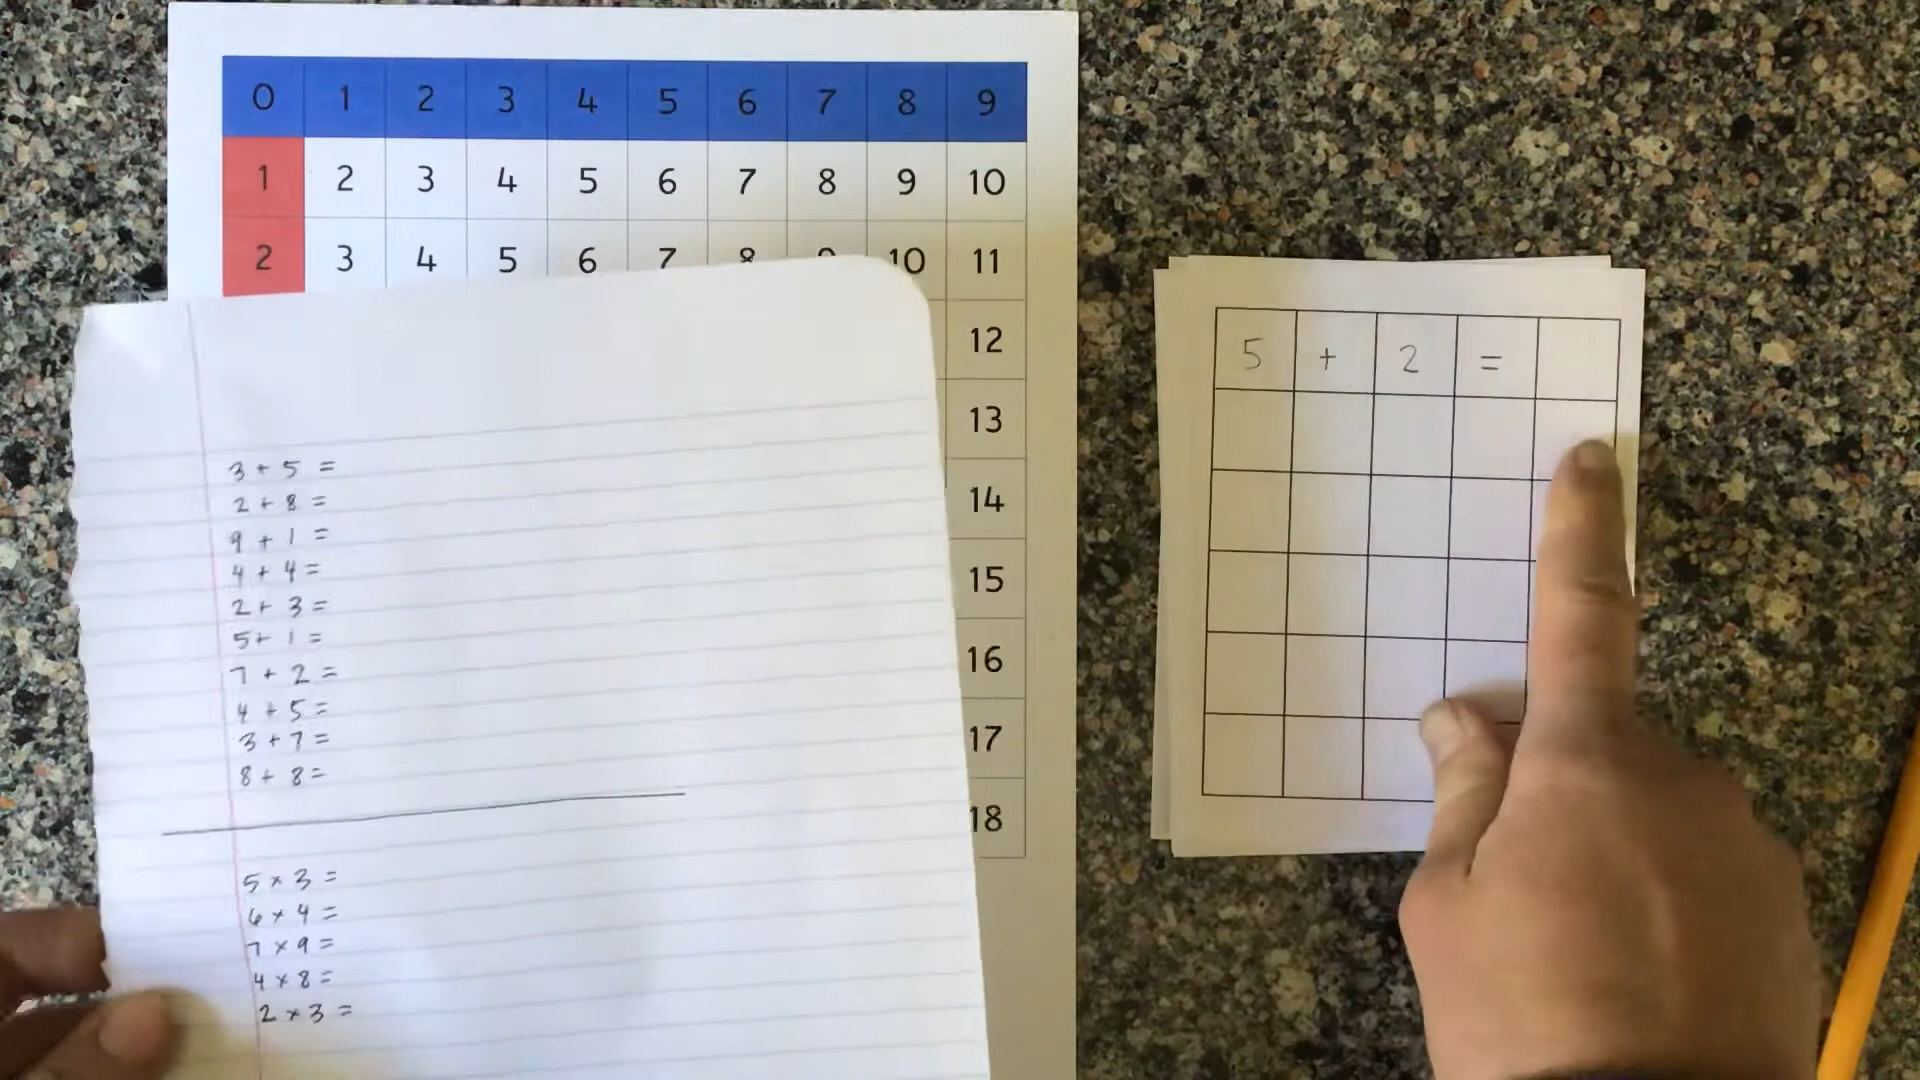 0 1 2 3 4 5 6 7 8 9
1 2 3 4 5 6 7 8 9 10
2 3 4 5 6 7 8 9 10 11
12
13
14
15
16
17
18
3 + 5 =
2 + 8 =
9 + 1 =
4 + 4 =
2 + 3 =
5 + 1 =
7 + 2 =
4 + 5 =
3 + 7 =
8 + 8 =
5 × 3 =
6 × 4 =
7 × 9 =
4 × 8 =
2 × 3 =
5 + 2 =